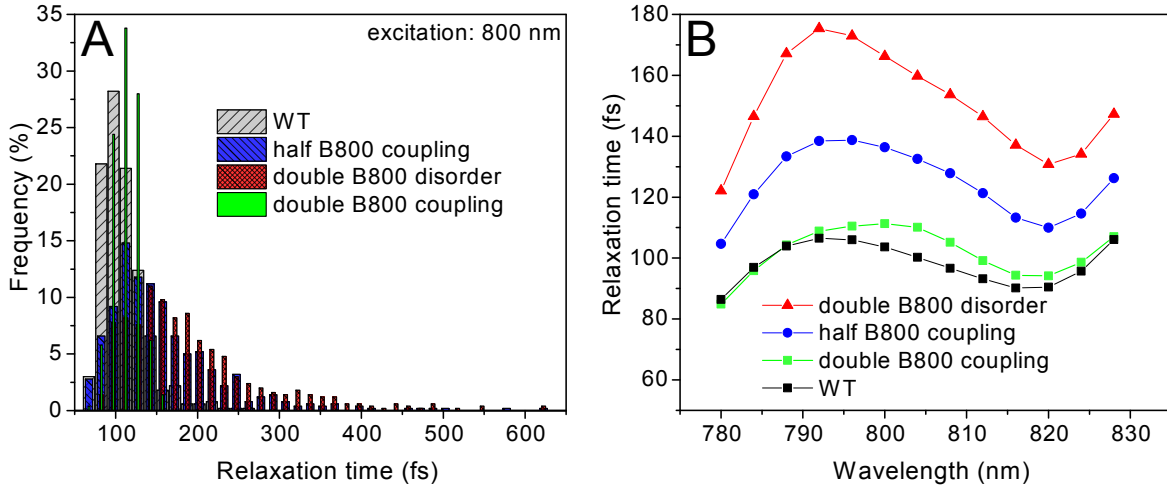 A
excitation: 800 nm
WT
half B800 coupling
double B800 disorder
double B800 coupling
Frequency (%)
35
30
25
20
15
10
5
0
100
200
300
400
500
600
Relaxation time (fs)
B
Relaxation time (fs)
180
160
140
120
100
80
60
double B800 disorder
half B800 coupling
double B800 coupling
WT
780
790
800
810
820
830
Wavelength (nm)